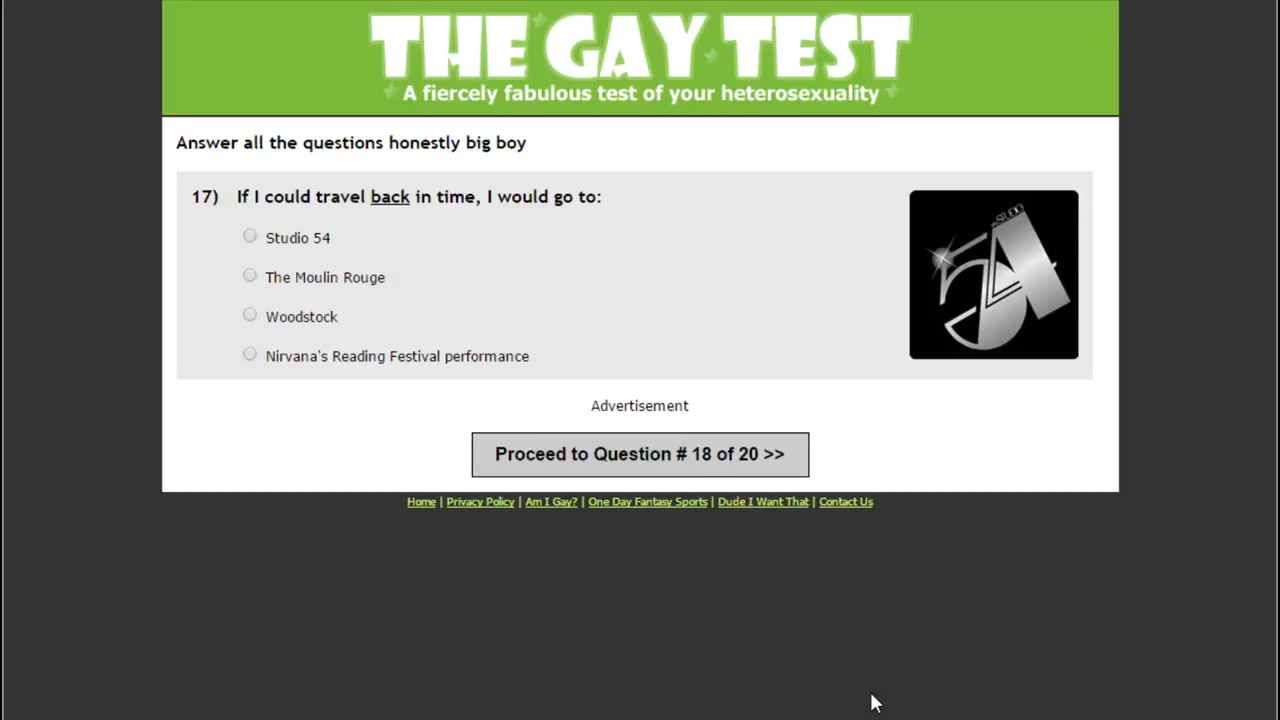 THE GAY TEST
A fiercely fabulous test of your heterosexuality
Answer all the questions honestly big boy
17) If I could travel back in time, I would go to:
Studio 54
The Moulin Rouge
Woodstock
Nirvana's Reading Festival performance
STUDIO
54
Advertisement
Proceed to Question # 18 of 20 >>
Home | Privacy Policy | Am I Gay? | One Day Fantasy Sports | Dude I Want That | Contact Us